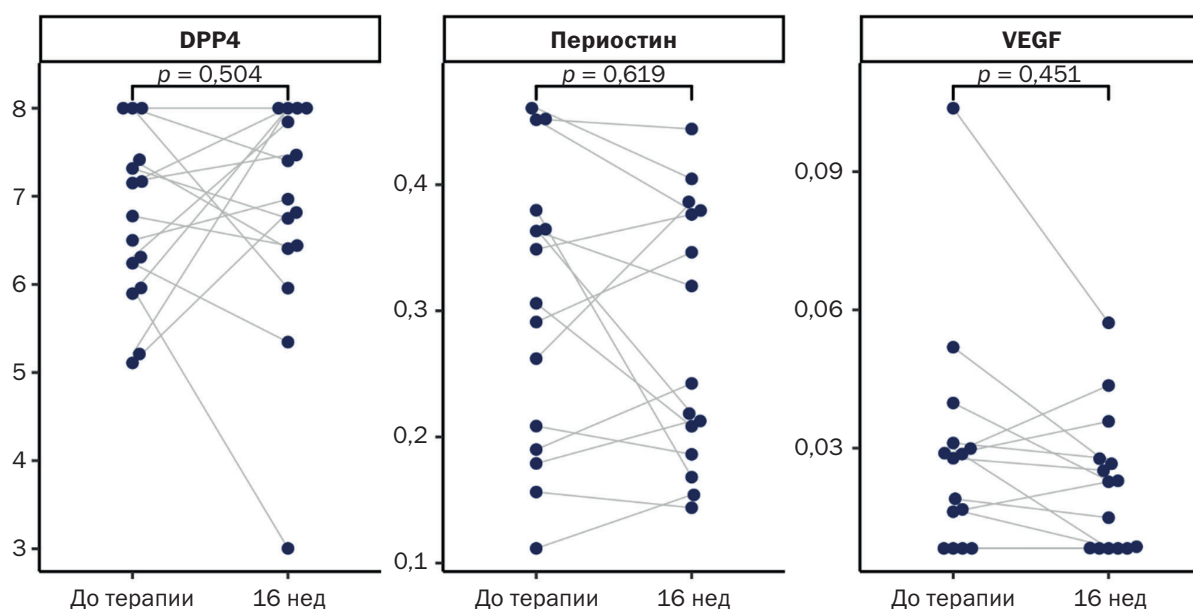 DPP4
p = 0,504
8
7
6
5
4
3
До терапии
16 нед
Периостин
p = 0,619
0,4
0,3
0,2
0,1
До терапии
16 нед
VEGF
p = 0,451
0,09
0,06
0,03
До терапии
16 нед